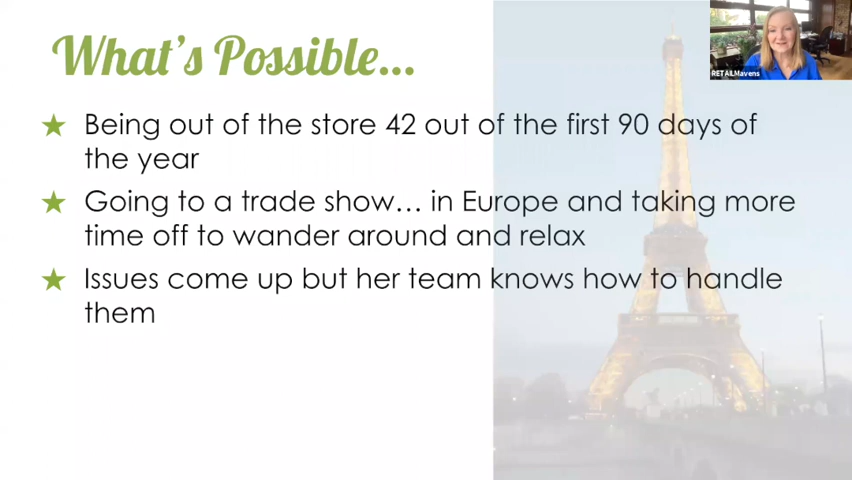 What's Possible...
RETAILMavens
Being out of the store 42 out of the first 90 days of
the year
Going to a trade show... in Europe and taking more
time off to wander around and relax
Issues come up but her team knows how to handle
them